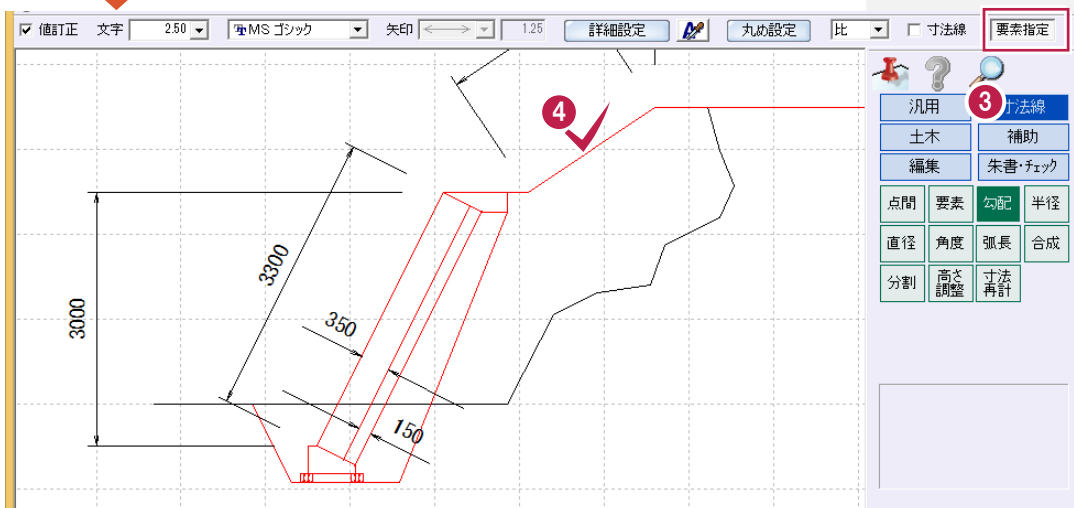 値訂正 文字 2.50 MS ゴシック 矢印 1.25 詳細設定 丸め設定 比 寸法線 要素指定
3
汎用 寸法線
土木 補助
編集 朱書・チェック
点間 要素 勾配 半径
直径 角度 弧長 合成
分割 高さ調整 寸法再計
4
3300
3000
350
150